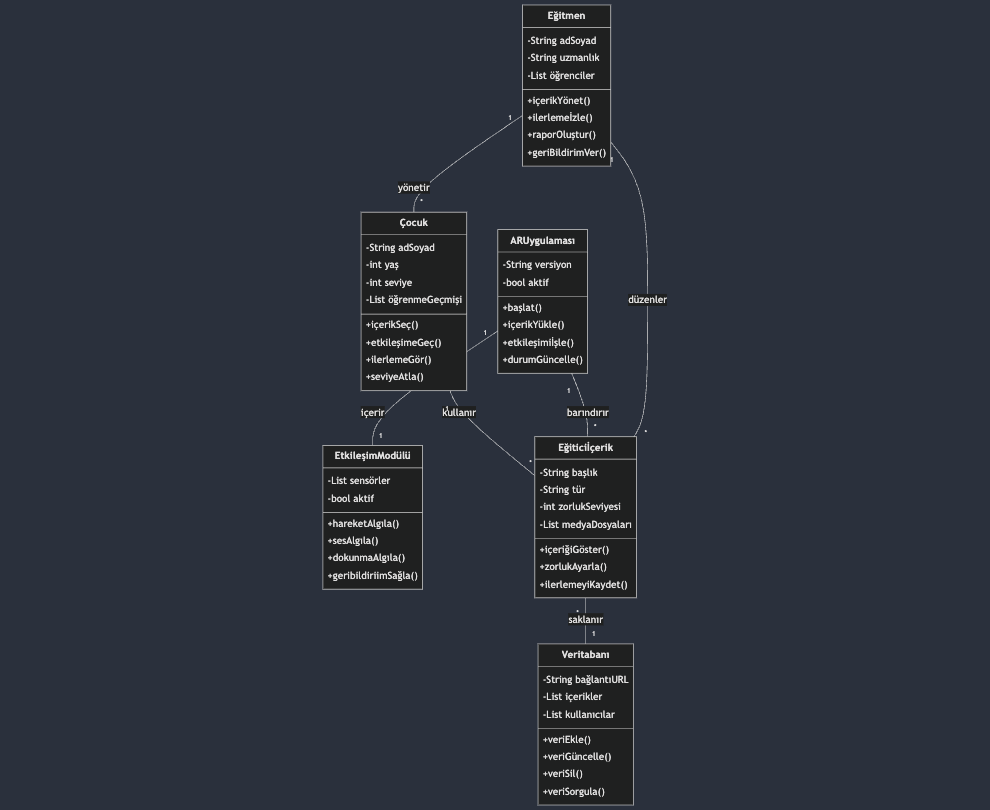 Eğitmen
-String adSoyad
-String uzmanlık
-List öğrenciler
+içerikYönet()
+ilerlemeİzle()
+raporOluştur()
+geriBildirimVer()
1
1
yönetir
*
Çocuk
-String adSoyad
-int yaş
-int seviye
-List öğrenmeGeçmişi
+içerikSeç()
+etkileşimeGeç()
+ilerlemeGör()
+seviyeAtla()
ARUygulaması
-String versiyon
-bool aktif
+başlat()
+içerikYükle()
+etkileşimiİşle()
+durumGüncelle()
düzenler
1
1
içerir
kullanır
barındırır
1
*
*
*
EtkileşimModülü
-List sensörler
-bool aktif
+hareketAlgıla()
+sesAlgıla()
+dokunmaAlgıla()
+geribildiriimSağla()
Eğiticiİçerik
-String başlık
-String tür
-int zorlukSeviyesi
-List medyaDosyaları
+içeriğiGöster()
+zorlukAyarla()
+ilerlemeyiKaydet()
*
saklanır
1
Veritabanı
-String bağlantıURL
-List içerikler
-List kullanıcılar
+veriEkle()
+veriGüncelle()
+veriSil()
+veriSorgula()